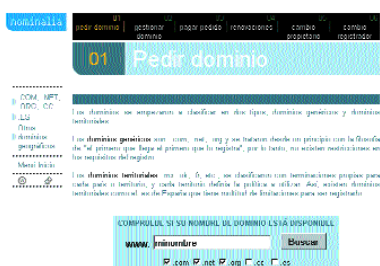 nominalia
01
pedir dominio
02
gestionar dominio
03
pagar pedido
04
renovaciones
05
cambio propietario
06
cambio registrador
01 Pedir dominio
.COM, .NET, .ORG, .CC
.ES
Otros
dominios
geográficos
Menú Inicio
Los dominios se empezaron a clasificar en dos tipos, dominios genéricos y dominios
territoriales:
Los dominios genéricos son .com, .net, .org y se trataron desde un principio con la filosofía
de "el primero que llega el primero que lo registra", por lo tanto, no existen restricciones en
los requisitos del registro.
Los dominios territoriales .mx .uk, .fr, etc., se clasificaron con terminaciones propias para
cada país o territorio, y cada territorio definía la política a utilizar. Así, existen dominios
territoriales como el .es de España que tiene multitud de limitaciones para ser registrado.
COMPRUEBE SI SU NOMBRE DE DOMINIO ESTÁ DISPONIBLE
www. minombre Buscar
.com .net .org .cc .es